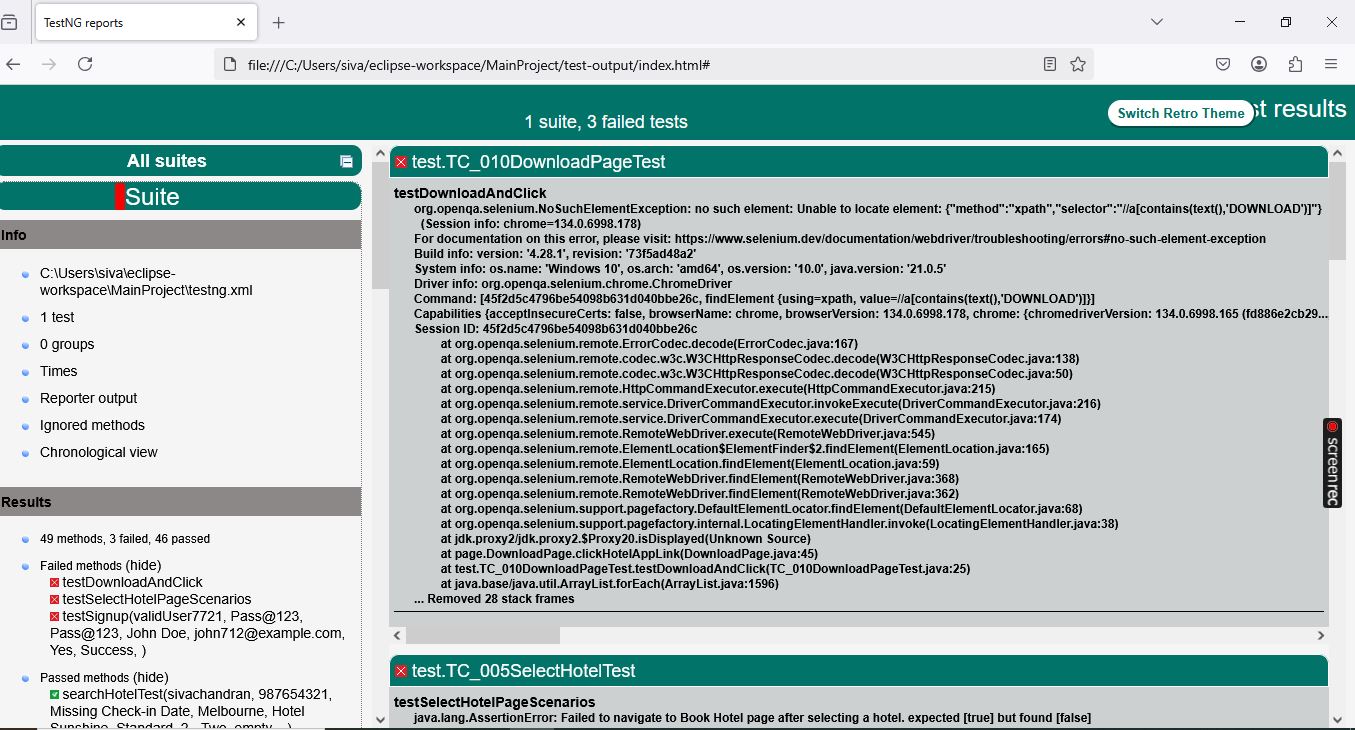 TestNG reports
file:///C:/Users/siva/eclipse-workspace/MainProject/test-output/index.html#
1 suite, 3 failed tests
Switch Retro Theme
st results
All suites
Suite
Info
C:\Users\siva\eclipse-
workspace\MainProject\testng.xml
1 test
0 groups
Times
Reporter output
Ignored methods
Chronological view
Results
49 methods, 3 failed, 46 passed
Failed methods (hide)
testDownloadAndClick
testSelectHotelPageScenarios
testSignup(validUser7721, Pass@123,
Pass@123, John Doe, john712@example.com,
Yes, Success, )
Passed methods (hide)
searchHotelTest(sivachandran, 987654321,
Missing Check-in Date, Melbourne, Hotel
test.TC_010DownloadPageTest
testDownloadAndClick
org.openqa.selenium.NoSuchElementException: no such element: Unable to locate element: {"method":"xpath","selector":"//a[contains(text(),'DOWNLOAD')]"}
(Session info: chrome=134.0.6998.178)
For documentation on this error, please visit: https://www.selenium.dev/documentation/webdriver/troubleshooting/errors#no-such-element-exception
Build info: version: '4.28.1', revision: '73f5ad48a2'
System info: os.name: 'Windows 10', os.arch: 'amd64', os.version: '10.0', java.version: '21.0.5'
Driver info: org.openqa.selenium.chrome.ChromeDriver
Command: [45f2d5c4796be54098b631d040bbe26c, findElement {using=xpath, value=//a[contains(text(),'DOWNLOAD')]}]
Capabilities {acceptInsecureCerts: false, browserName: chrome, browserVersion: 134.0.6998.178, chrome: {chromedriverVersion: 134.0.6998.165 (fd886e2cb29...
Session ID: 45f2d5c4796be54098b631d040bbe26c
at org.openqa.selenium.remote.ErrorCodec.decode(ErrorCodec.java:167)
at org.openqa.selenium.remote.codec.w3c.W3CHttpResponseCodec.decode(W3CHttpResponseCodec.java:138)
at org.openqa.selenium.remote.codec.w3c.W3CHttpResponseCodec.decode(W3CHttpResponseCodec.java:50)
at org.openqa.selenium.remote.HttpCommandExecutor.execute(HttpCommandExecutor.java:215)
at org.openqa.selenium.remote.service.DriverCommandExecutor.invokeExecute(DriverCommandExecutor.java:216)
at org.openqa.selenium.remote.service.DriverCommandExecutor.execute(DriverCommandExecutor.java:174)
at org.openqa.selenium.remote.RemoteWebDriver.execute(RemoteWebDriver.java:545)
at org.openqa.selenium.remote.ElementLocation$ElementFinder$2.findElement(ElementLocation.java:165)
at org.openqa.selenium.remote.ElementLocation.findElement(ElementLocation.java:59)
at org.openqa.selenium.remote.RemoteWebDriver.findElement(RemoteWebDriver.java:368)
at org.openqa.selenium.remote.RemoteWebDriver.findElement(RemoteWebDriver.java:362)
at org.openqa.selenium.support.pagefactory.DefaultElementLocator.findElement(DefaultElementLocator.java:68)
at org.openqa.selenium.support.pagefactory.internal.LocatingElementHandler.invoke(LocatingElementHandler.java:38)
at jdk.proxy2/jdk.proxy2.$Proxy20.isDisplayed(Unknown Source)
at page.DownloadPage.clickHotelAppLink(DownloadPage.java:45)
at test.TC_010DownloadPageTest.testDownloadAndClick(TC_010DownloadPageTest.java:25)
at java.base/java.util.ArrayList.forEach(ArrayList.java:1596)
... Removed 28 stack frames
test.TC_005SelectHotelTest
testSelectHotelPageScenarios
java.lang.AssertionError: Failed to navigate to Book Hotel page after selecting a hotel. expected [true] but found [false]
screenrec